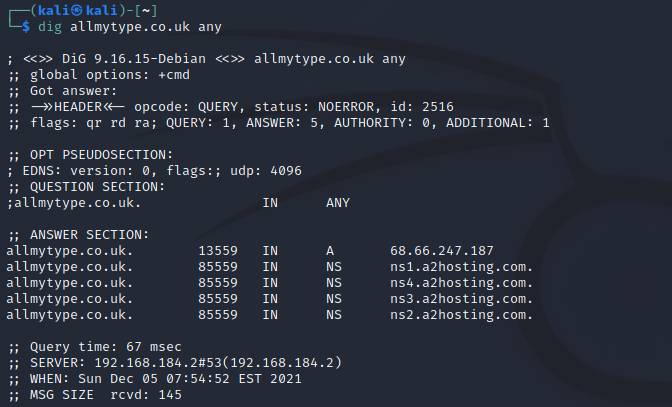 ┌──(kali㉿kali)-[~]
└─$ dig allmytype.co.uk any
; <<>> DiG 9.16.15-Debian <<>> allmytype.co.uk any
;; global options: +cmd
;; Got answer:
;; ->>HEADER<<- opcode: QUERY, status: NOERROR, id: 2516
;; flags: qr rd ra; QUERY: 1, ANSWER: 5, AUTHORITY: 0, ADDITIONAL: 1
;; OPT PSEUDOSECTION:
; EDNS: version: 0, flags:; udp: 4096
;; QUESTION SECTION:
;allmytype.co.uk. IN ANY
;; ANSWER SECTION:
allmytype.co.uk. 13559 IN A 68.66.247.187
allmytype.co.uk. 85559 IN NS ns1.a2hosting.com.
allmytype.co.uk. 85559 IN NS ns4.a2hosting.com.
allmytype.co.uk. 85559 IN NS ns3.a2hosting.com.
allmytype.co.uk. 85559 IN NS ns2.a2hosting.com.
;; Query time: 67 msec
;; SERVER: 192.168.184.2#53(192.168.184.2)
;; WHEN: Sun Dec 05 07:54:52 EST 2021
;; MSG SIZE rcvd: 145